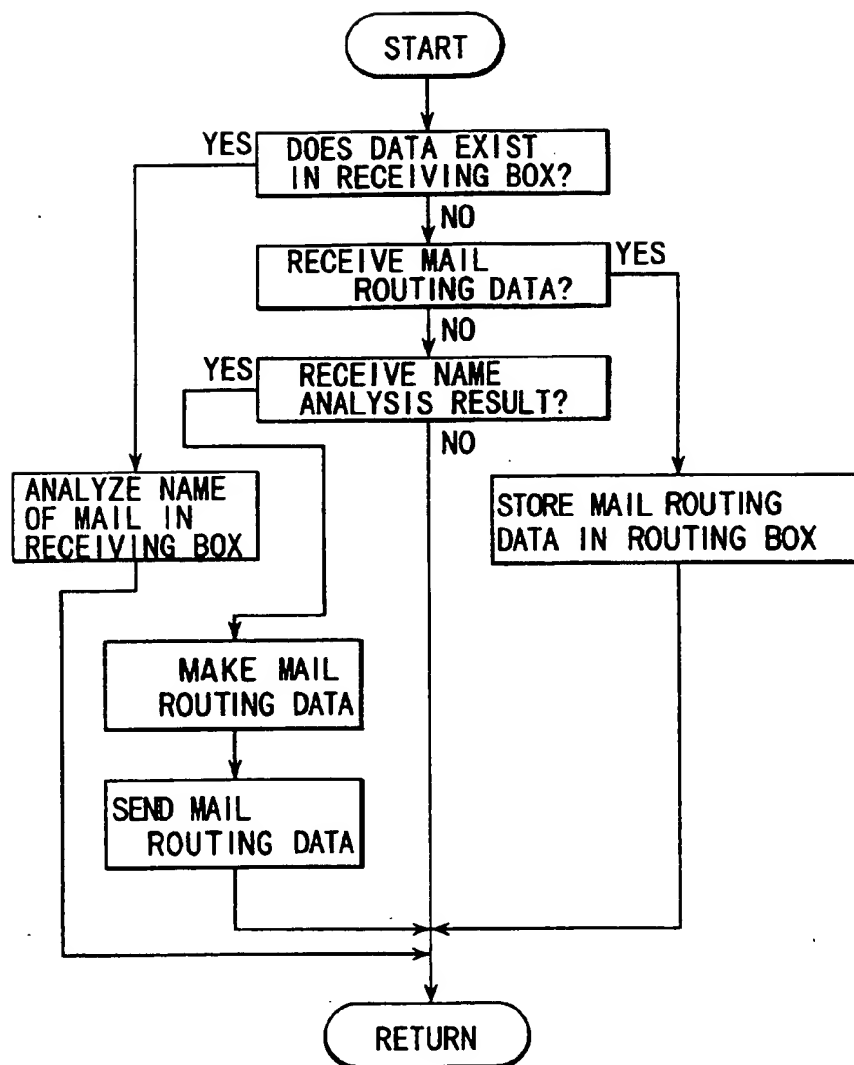 START
YES
DOES DATA EXIST
IN RECEIVING BOX?
NO
RECEIVE MAIL
ROUTING DATA?
YES
NO
YES
RECEIVE NAME
ANALYSIS RESULT?
NO
ANALYZE NAME
OF MAIL IN
RECEIVING BOX
STORE MAIL ROUTING
DATA IN ROUTING BOX
MAKE MAIL
ROUTING DATA
SEND MAIL
ROUTING DATA
RETURN